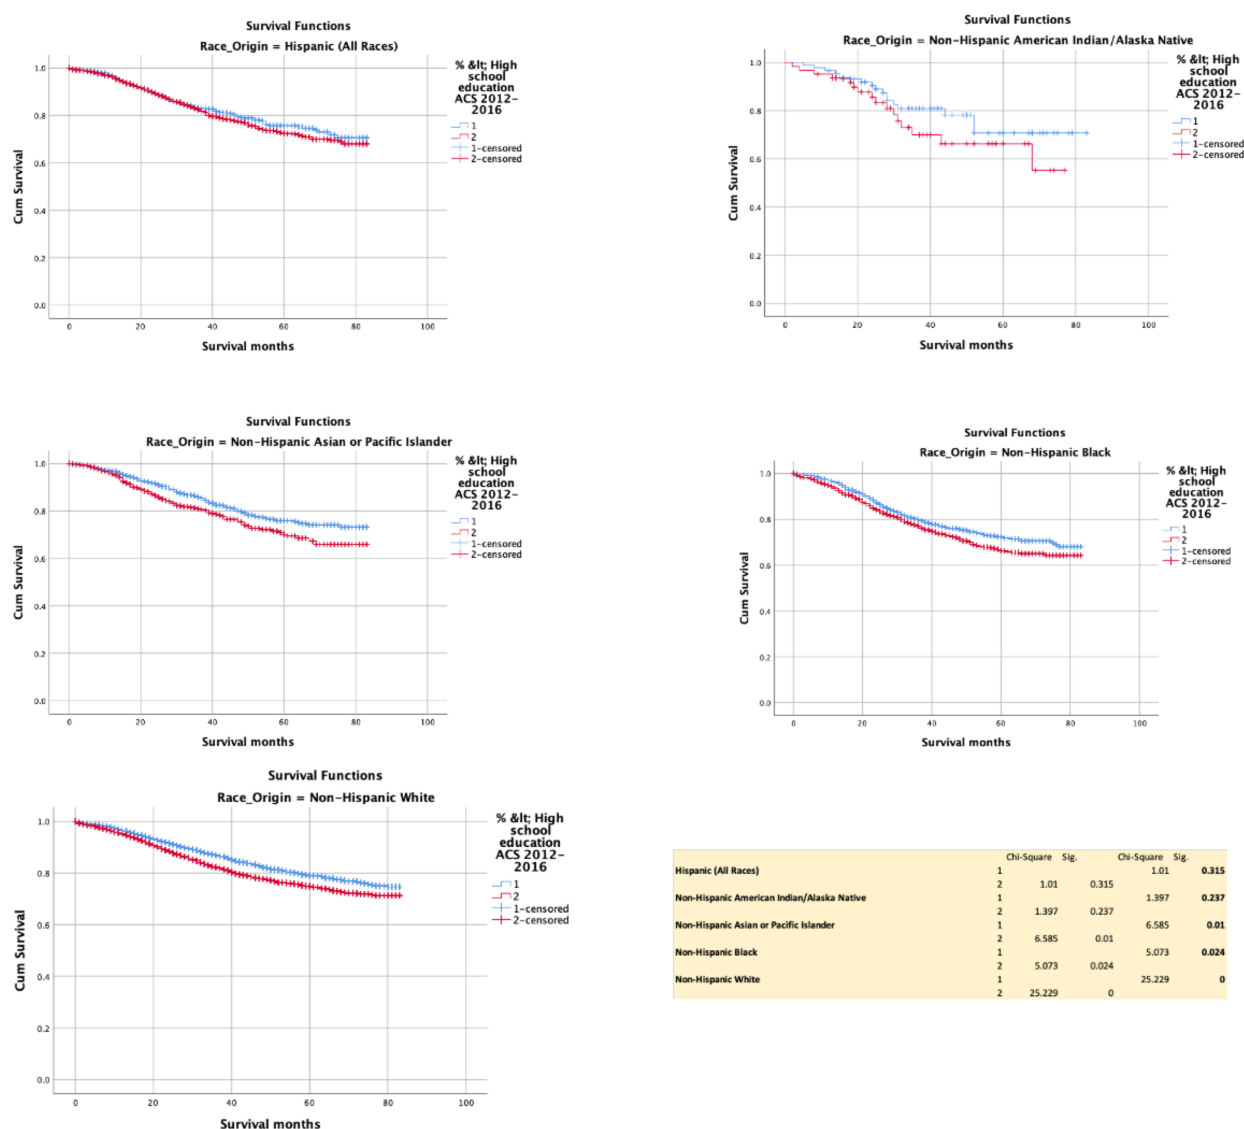 Survival Functions
Race_Origin = Hispanic (All Races)
% &lt; High
school
education
ACS 2012-
2016
1
2
1-censored
2-censored
Cum Survival
1.0
0.8
0.6
0.4
0.2
0.0
0 20 40 60 80 100
Survival months
Survival Functions
Race_Origin = Non-Hispanic American Indian/Alaska Native
% &lt; High
school
education
ACS 2012-
2016
1
2
1-censored
2-censored
Cum Survival
1.0
0.8
0.6
0.4
0.2
0.0
0 20 40 60 80 100
Survival months
Survival Functions
Race_Origin = Non-Hispanic Asian or Pacific Islander
% &lt; High
school
education
ACS 2012-
2016
1
2
1-censored
2-censored
Cum Survival
1.0
0.8
0.6
0.4
0.2
0.0
0 20 40 60 80 100
Survival months
Survival Functions
Race_Origin = Non-Hispanic Black
% &lt; High
school
education
ACS 2012-
2016
1
2
1-censored
2-censored
Cum Survival
1.0
0.8
0.6
0.4
0.2
0.0
0 20 40 60 80 100
Survival months
Survival Functions
Race_Origin = Non-Hispanic White
% &lt; High
school
education
ACS 2012-
2016
1
2
1-censored
2-censored
Cum Survival
1.0
0.8
0.6
0.4
0.2
0.0
0 20 40 60 80 100
Survival months
Chi-Square Sig. Chi-Square Sig.
Hispanic (All Races) 1 1.01 0.315
2 1.01 0.315
Non-Hispanic American Indian/Alaska Native 1 1.397 0.237
2 1.397 0.237
Non-Hispanic Asian or Pacific Islander 1 6.585 0.01
2 6.585 0.01
Non-Hispanic Black 1 5.073 0.024
2 5.073 0.024
Non-Hispanic White 1 25.229 0
2 25.229 0